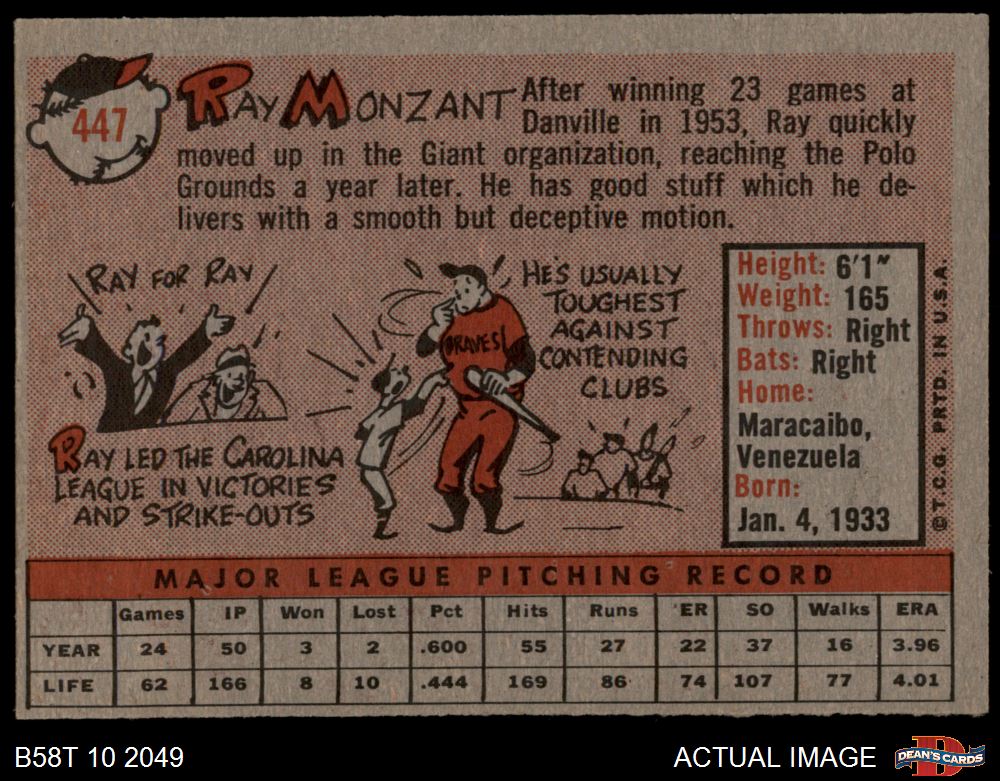 447
RAY MONZANT
After winning 23 games at
Danville in 1953, Ray quickly
moved up in the Giant organization, reaching the Polo
Grounds a year later. He has good stuff which he de-
livers with a smooth but deceptive motion.
RAY FOR RAY
RAY LED THE CAROLINA
LEAGUE IN VICTORIES
AND STRIKE-OUTS
BRAVES
HE'S USUALLY
TOUGHEST
AGAINST
CONTENDING
CLUBS
Height: 6'1"
Weight: 165
Throws: Right
Bats: Right
Home:
Maracaibo,
Venezuela
Born:
Jan. 4, 1933
© T.C.G. PRTD. IN U.S.A.
MAJOR LEAGUE PITCHING RECORD
Games IP Won Lost Pct Hits Runs ER SO Walks ERA
YEAR 24 50 3 2 .600 55 27 22 37 16 3.96
LIFE 62 166 8 10 .444 169 86 74 107 77 4.01
B58T 10 2049
ACTUAL IMAGE
D
DEAN'S CARDS